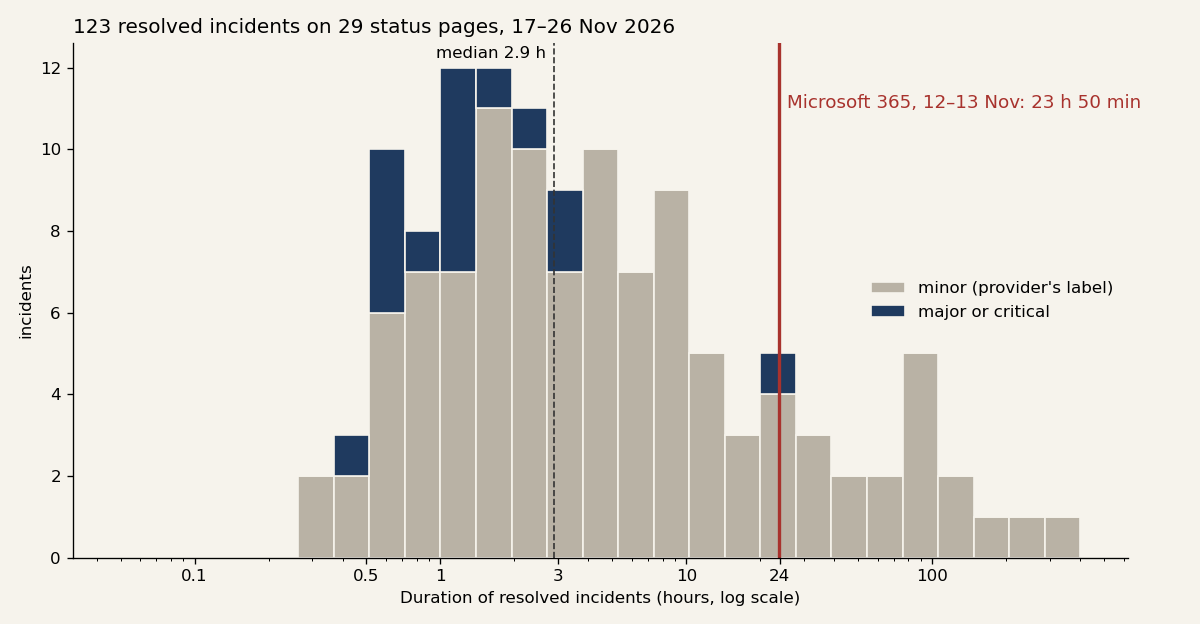 123 resolved incidents on 29 status pages, 17–26 Nov 2026
median 2.9 h
Microsoft 365, 12–13 Nov: 23 h 50 min
minor (provider's label)
major or critical
incidents
12
10
8
6
4
2
0
0.1 0.5 1 3 10 24 100
Duration of resolved incidents (hours, log scale)